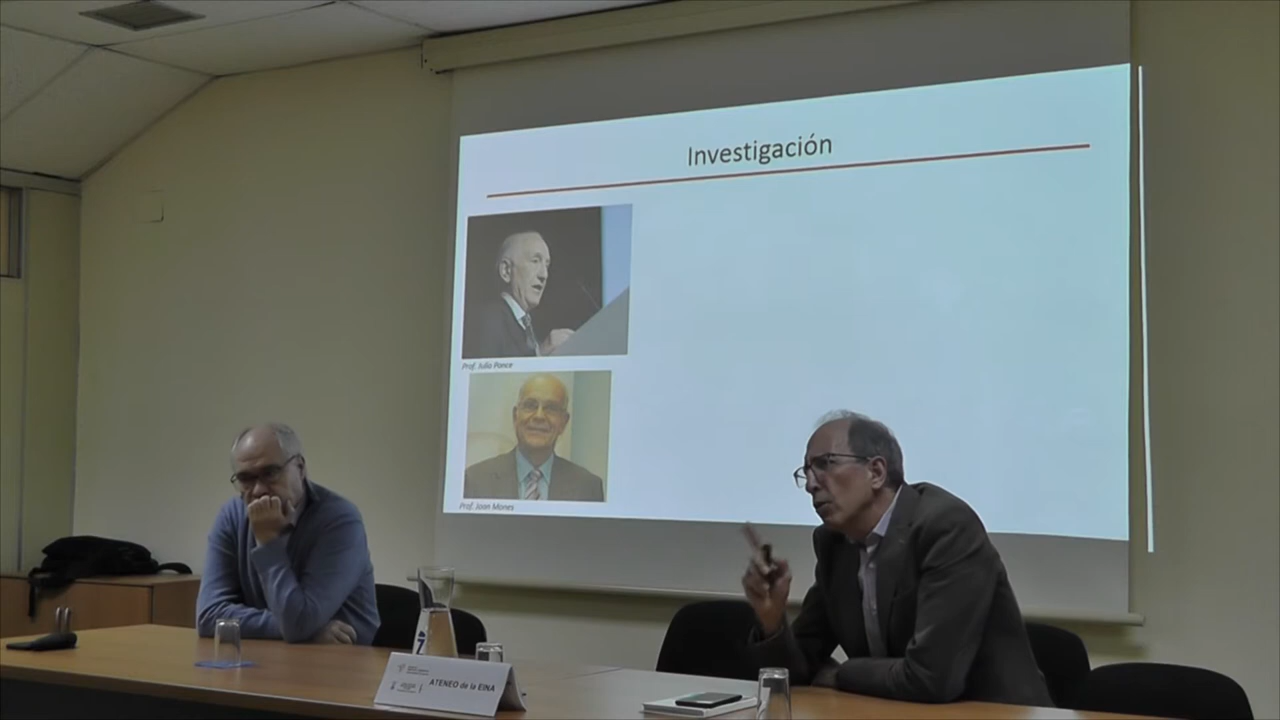 Investigación
Prof. Julio Ponce
Prof. Joan Mones
ATENEO de la EINA